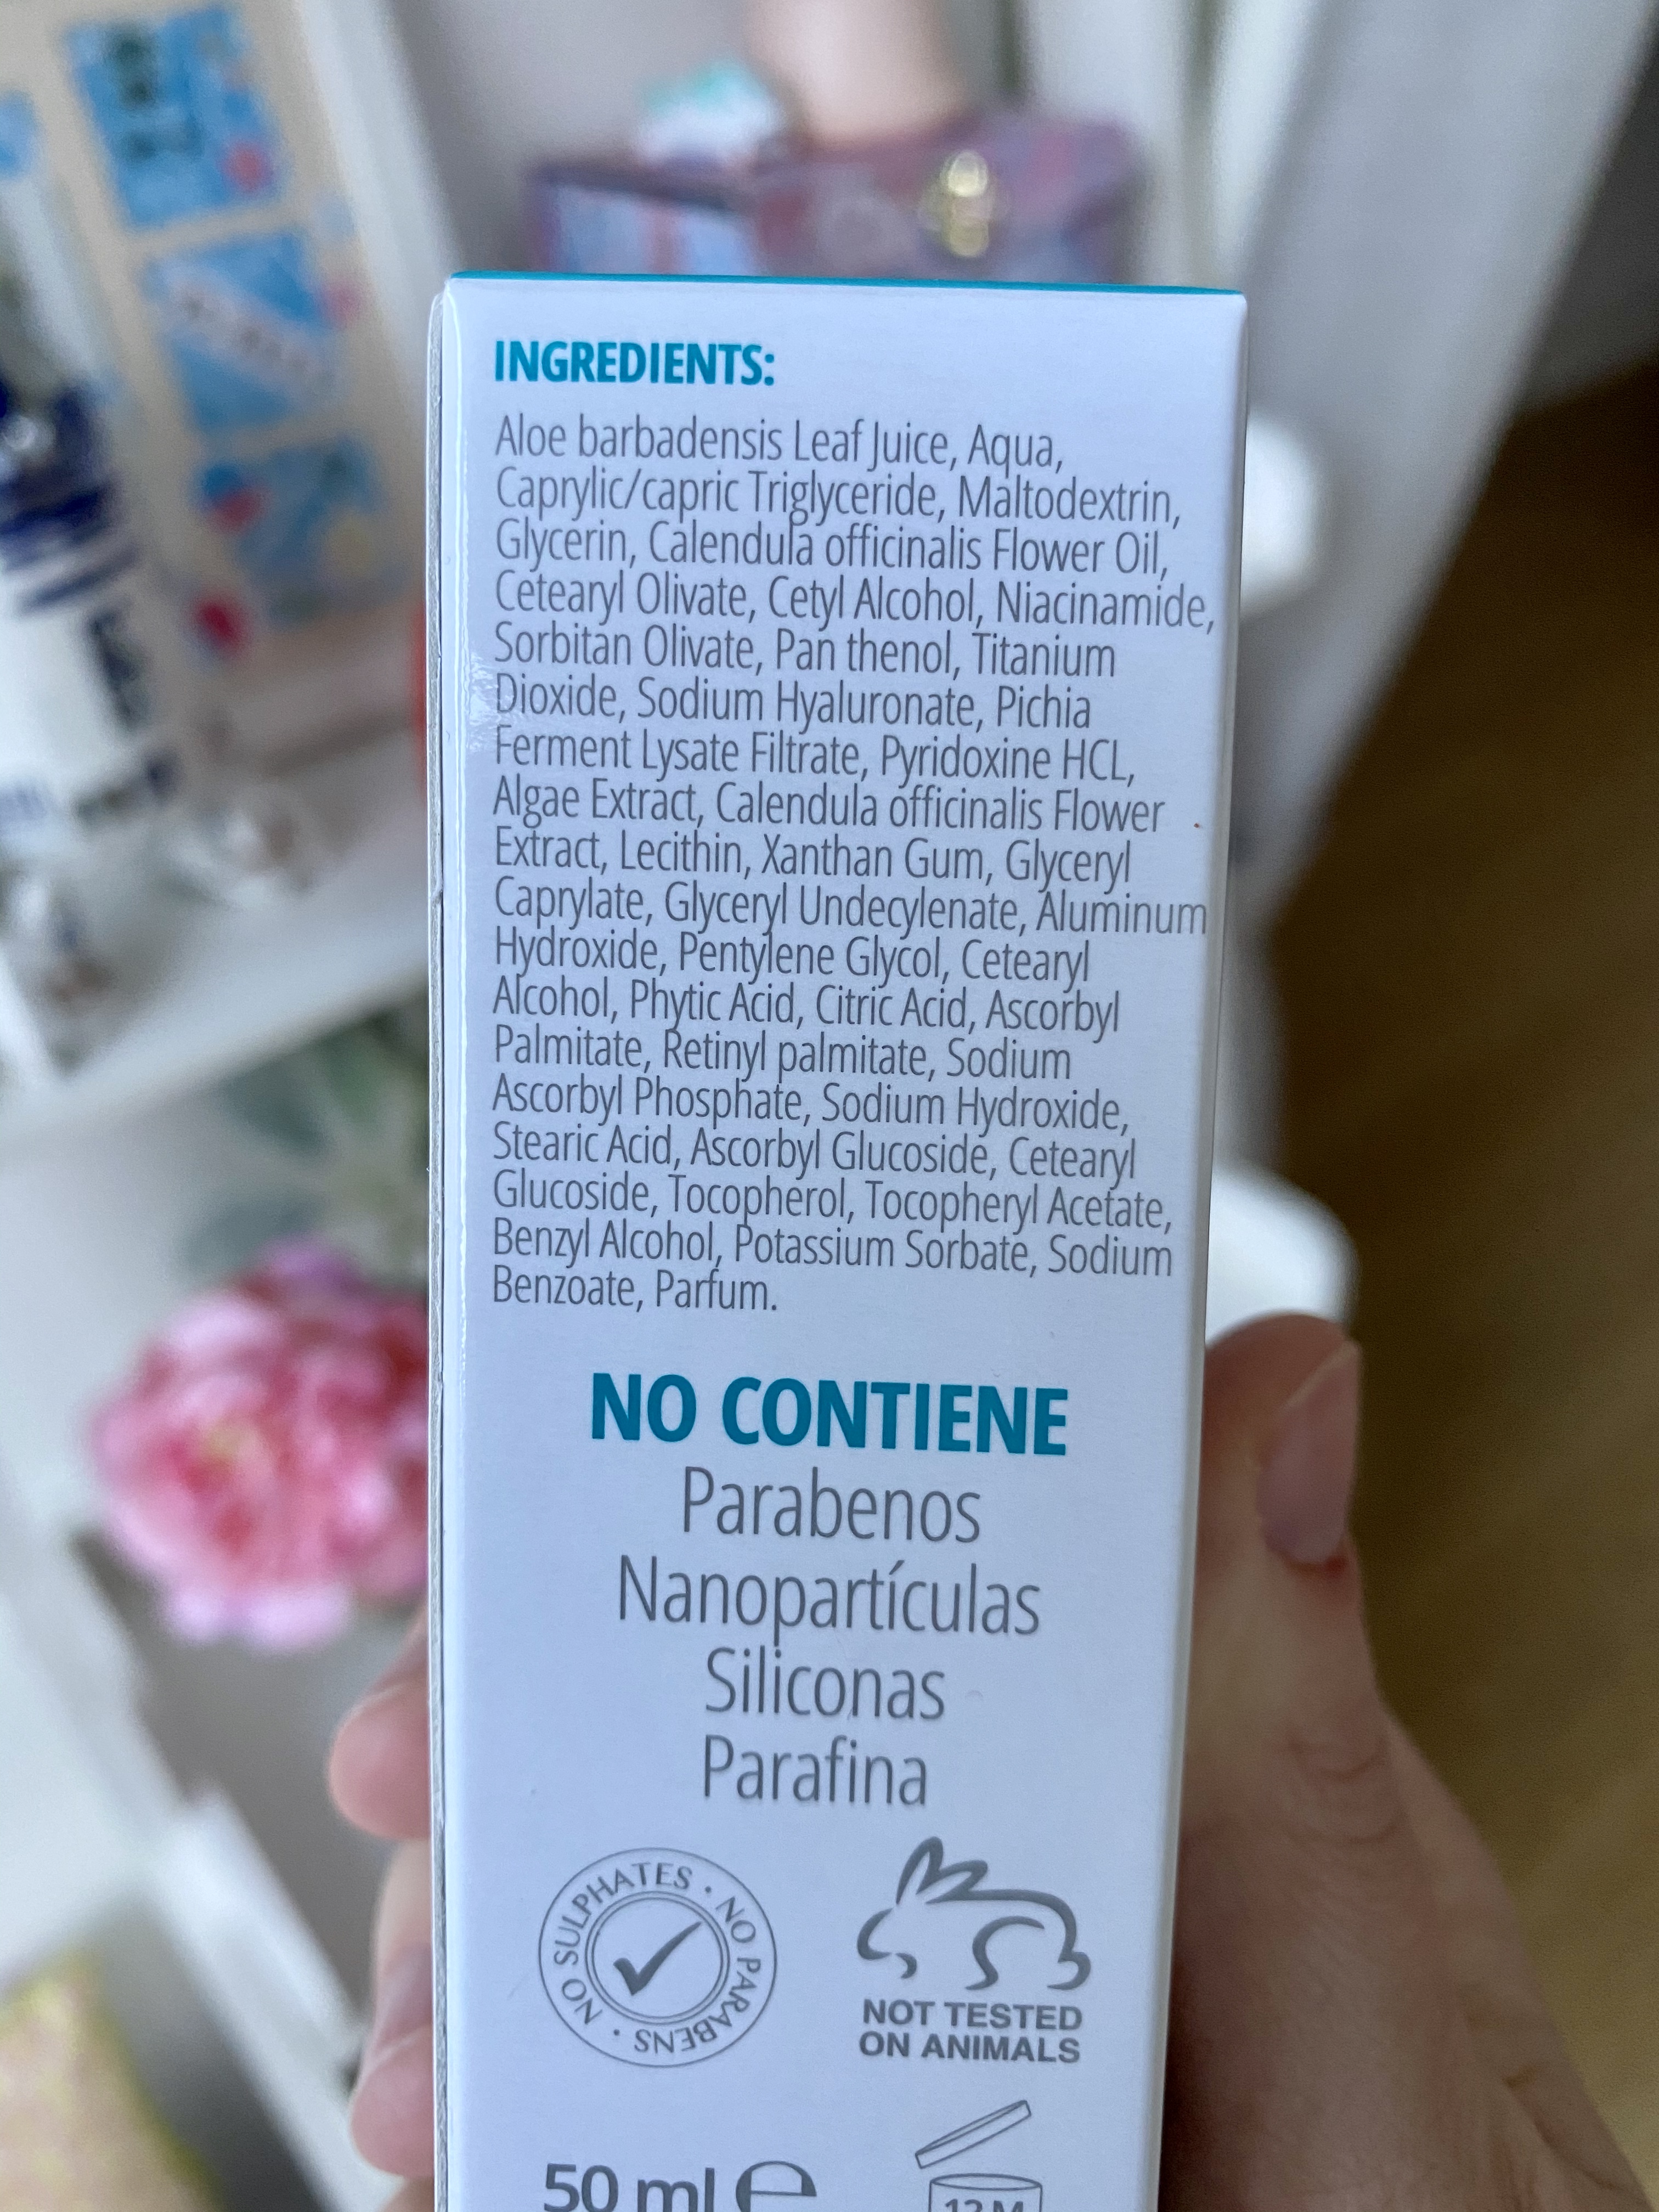 INGREDIENTS:
Aloe barbadensis Leaf Juice, Aqua,
Caprylic/capric Triglyceride, Maltodextrin,
Glycerin, Calendula officinalis Flower Oil,
Cetearyl Olivate, Cetyl Alcohol, Niacinamide,
Sorbitan Olivate, Pan thenol, Titanium
Dioxide, Sodium Hyaluronate, Pichia
Ferment Lysate Filtrate, Pyridoxine HCL,
Algae Extract, Calendula officinalis Flower
Extract, Lecithin, Xanthan Gum, Glyceryl
Caprylate, Glyceryl Undecylenate, Aluminum
Hydroxide, Pentylene Glycol, Cetearyl
Alcohol, Phytic Acid, Citric Acid, Ascorbyl
Palmitate, Retinyl palmitate, Sodium
Ascorbyl Phosphate, Sodium Hydroxide,
Stearic Acid, Ascorbyl Glucoside, Cetearyl
Glucoside, Tocopherol, Tocopheryl Acetate,
Benzyl Alcohol, Potassium Sorbate, Sodium
Benzoate, Parfum.
NO CONTIENE
Parabenos
Nanopartículas
Siliconas
Parafina
NO SULPHATES · NO PARABENS ·
NOT TESTED
ON ANIMALS
50 ml e
12 M